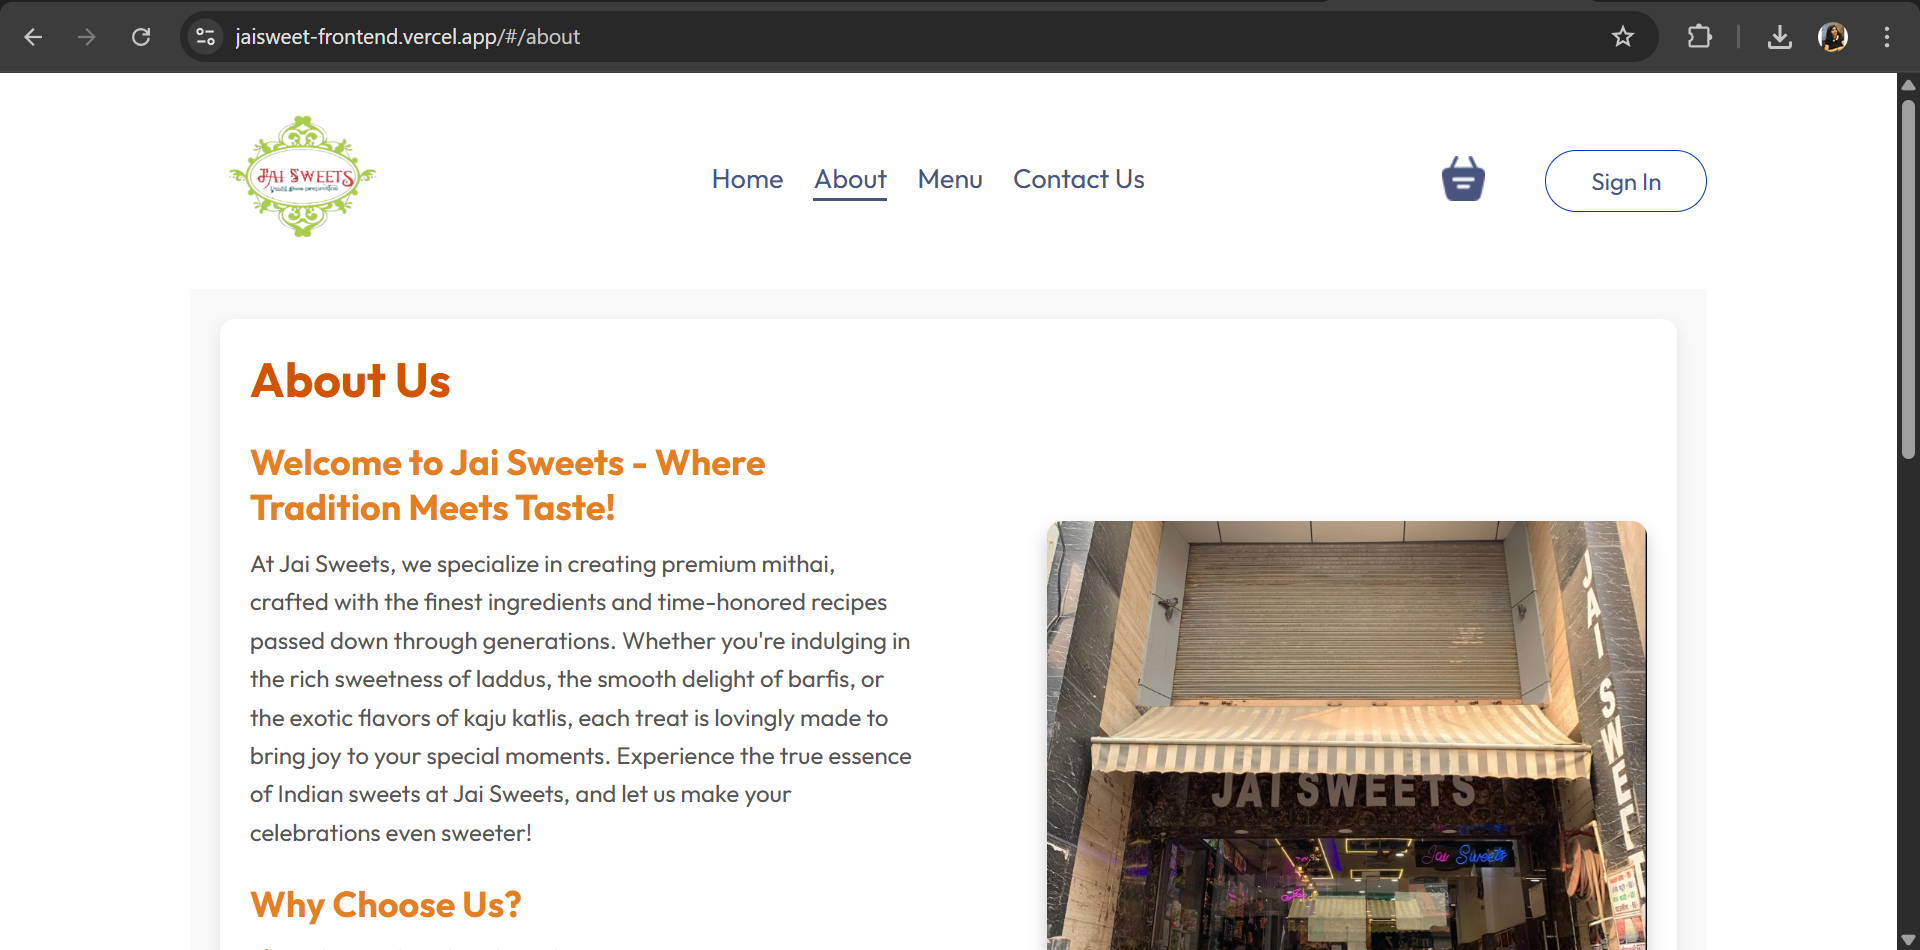 jaisweet-frontend.vercel.app/#/about
JAI SWEETS
Home
About
Menu
Contact Us
Sign In
About Us
Welcome to Jai Sweets - Where
Tradition Meets Taste!
At Jai Sweets, we specialize in creating premium mithai,
crafted with the finest ingredients and time-honored recipes
passed down through generations. Whether you're indulging in
the rich sweetness of laddus, the smooth delight of barfis, or
the exotic flavors of kaju katlis, each treat is lovingly made to
bring joy to your special moments. Experience the true essence
of Indian sweets at Jai Sweets, and let us make your
celebrations even sweeter!
Why Choose Us?
JAI SWEET
JAI SWEETS
Jai Sweets